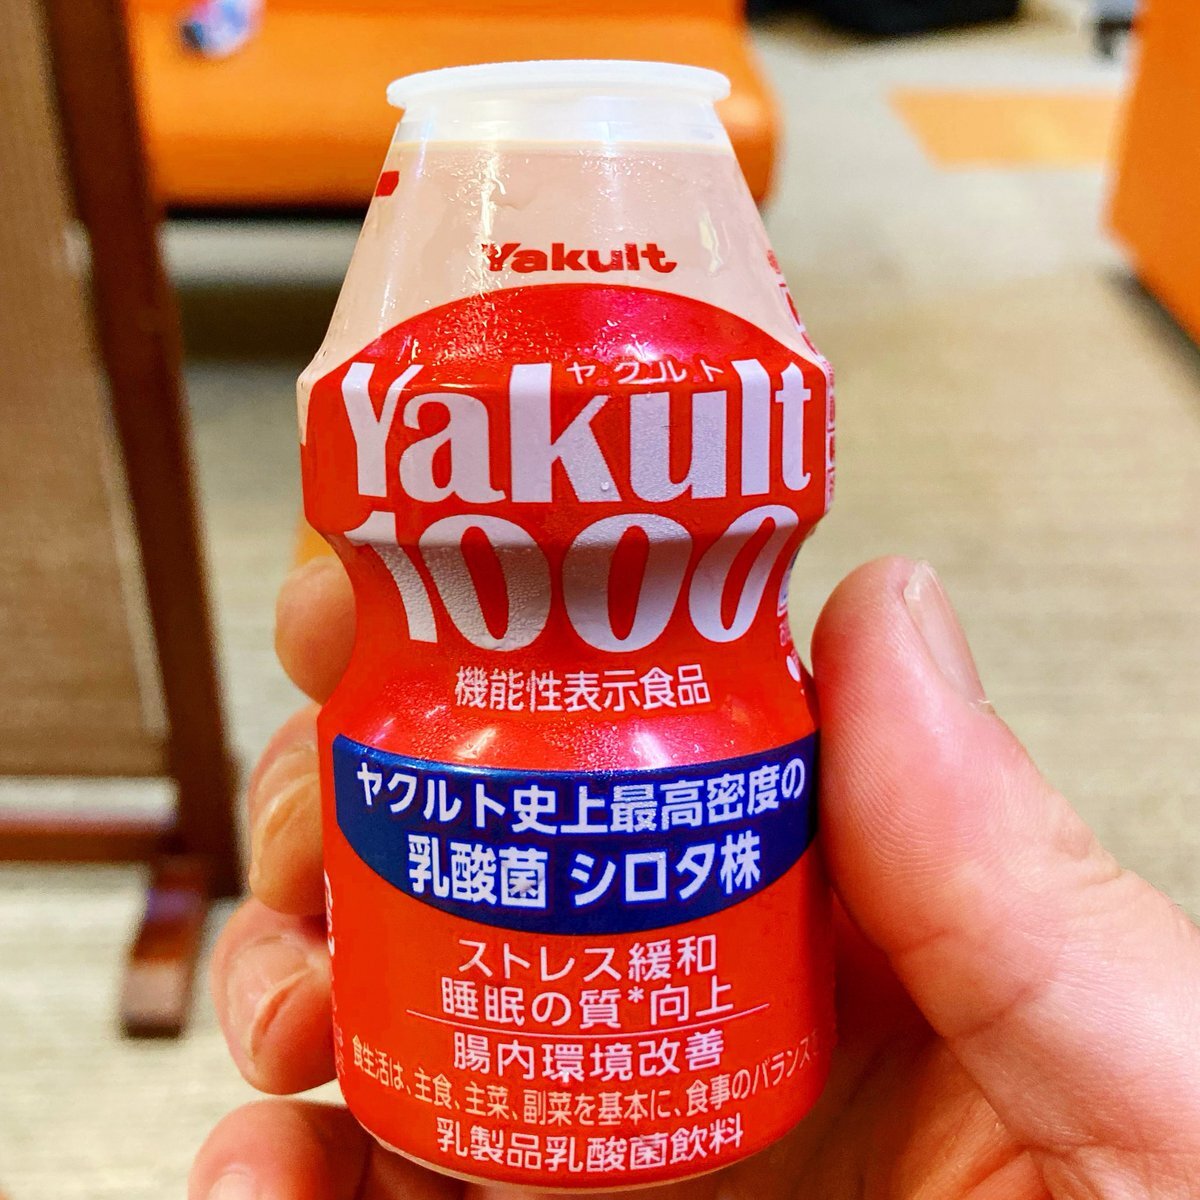 Yakult
ヤクルト
Yakult
1000
機能性表示食品
ヤクルト史上最高密度の
乳酸菌 シロタ株
ストレス緩和
睡眠の質*向上
腸内環境改善
食生活は、主食、主菜、副菜を基本に、食事のバランス
乳製品乳酸菌飲料